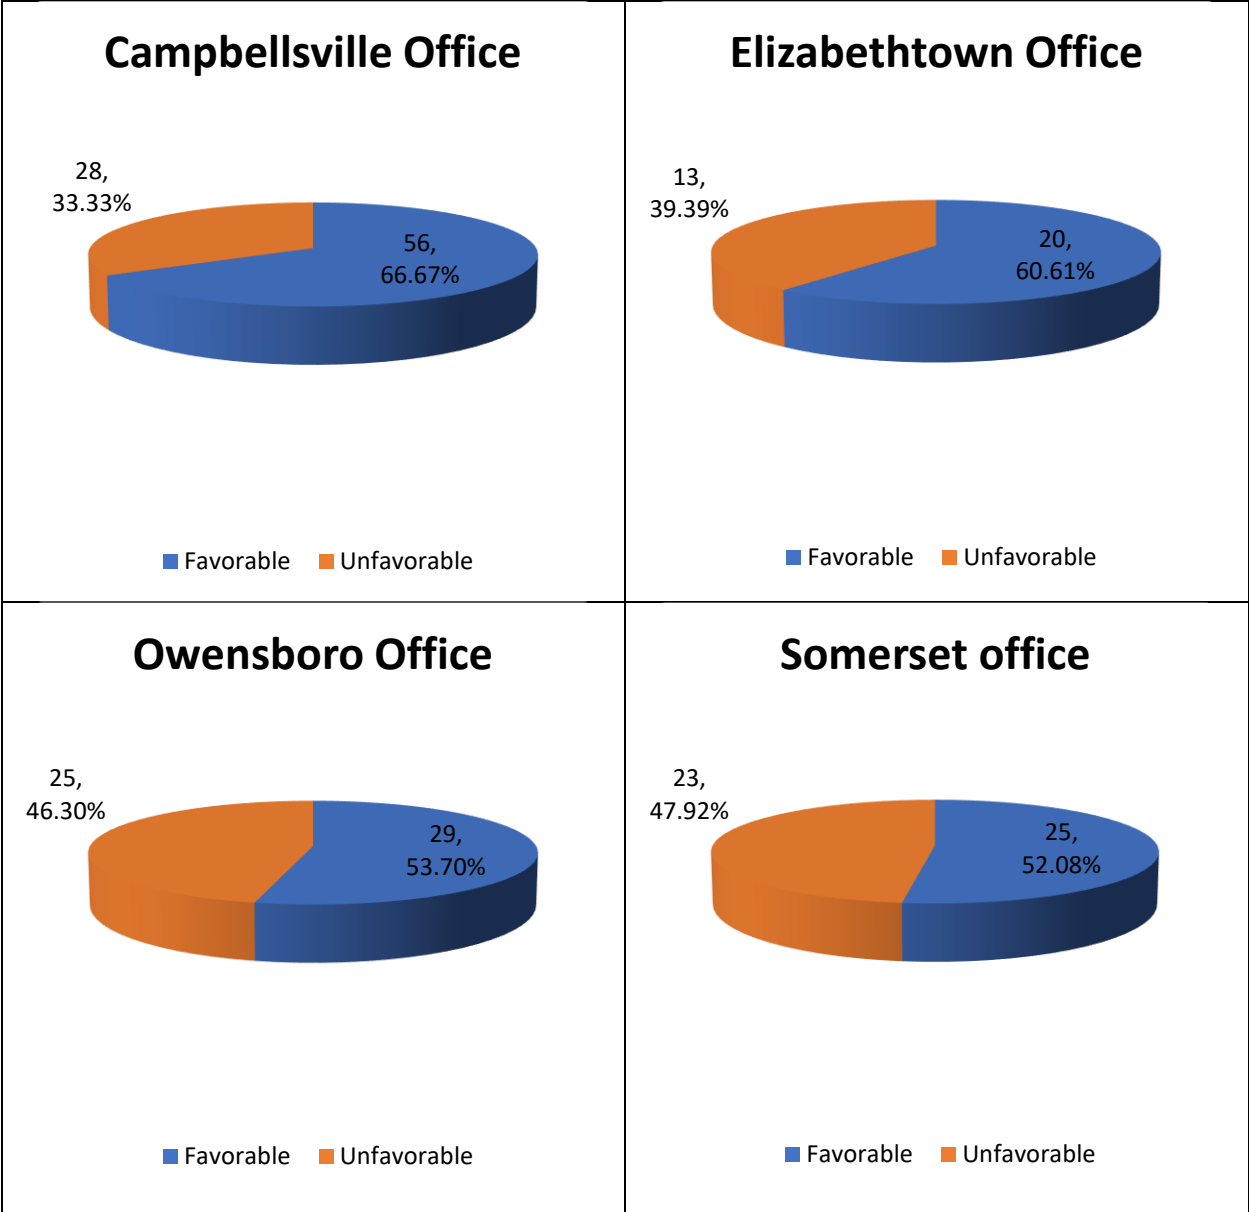 Campbellsville Office
28,
33.33%
56,
66.67%
Favorable Unfavorable
Elizabethtown Office
13,
39.39%
20,
60.61%
Favorable Unfavorable
Owensboro Office
25,
46.30%
29,
53.70%
Favorable Unfavorable
Somerset office
23,
47.92%
25,
52.08%
Favorable Unfavorable